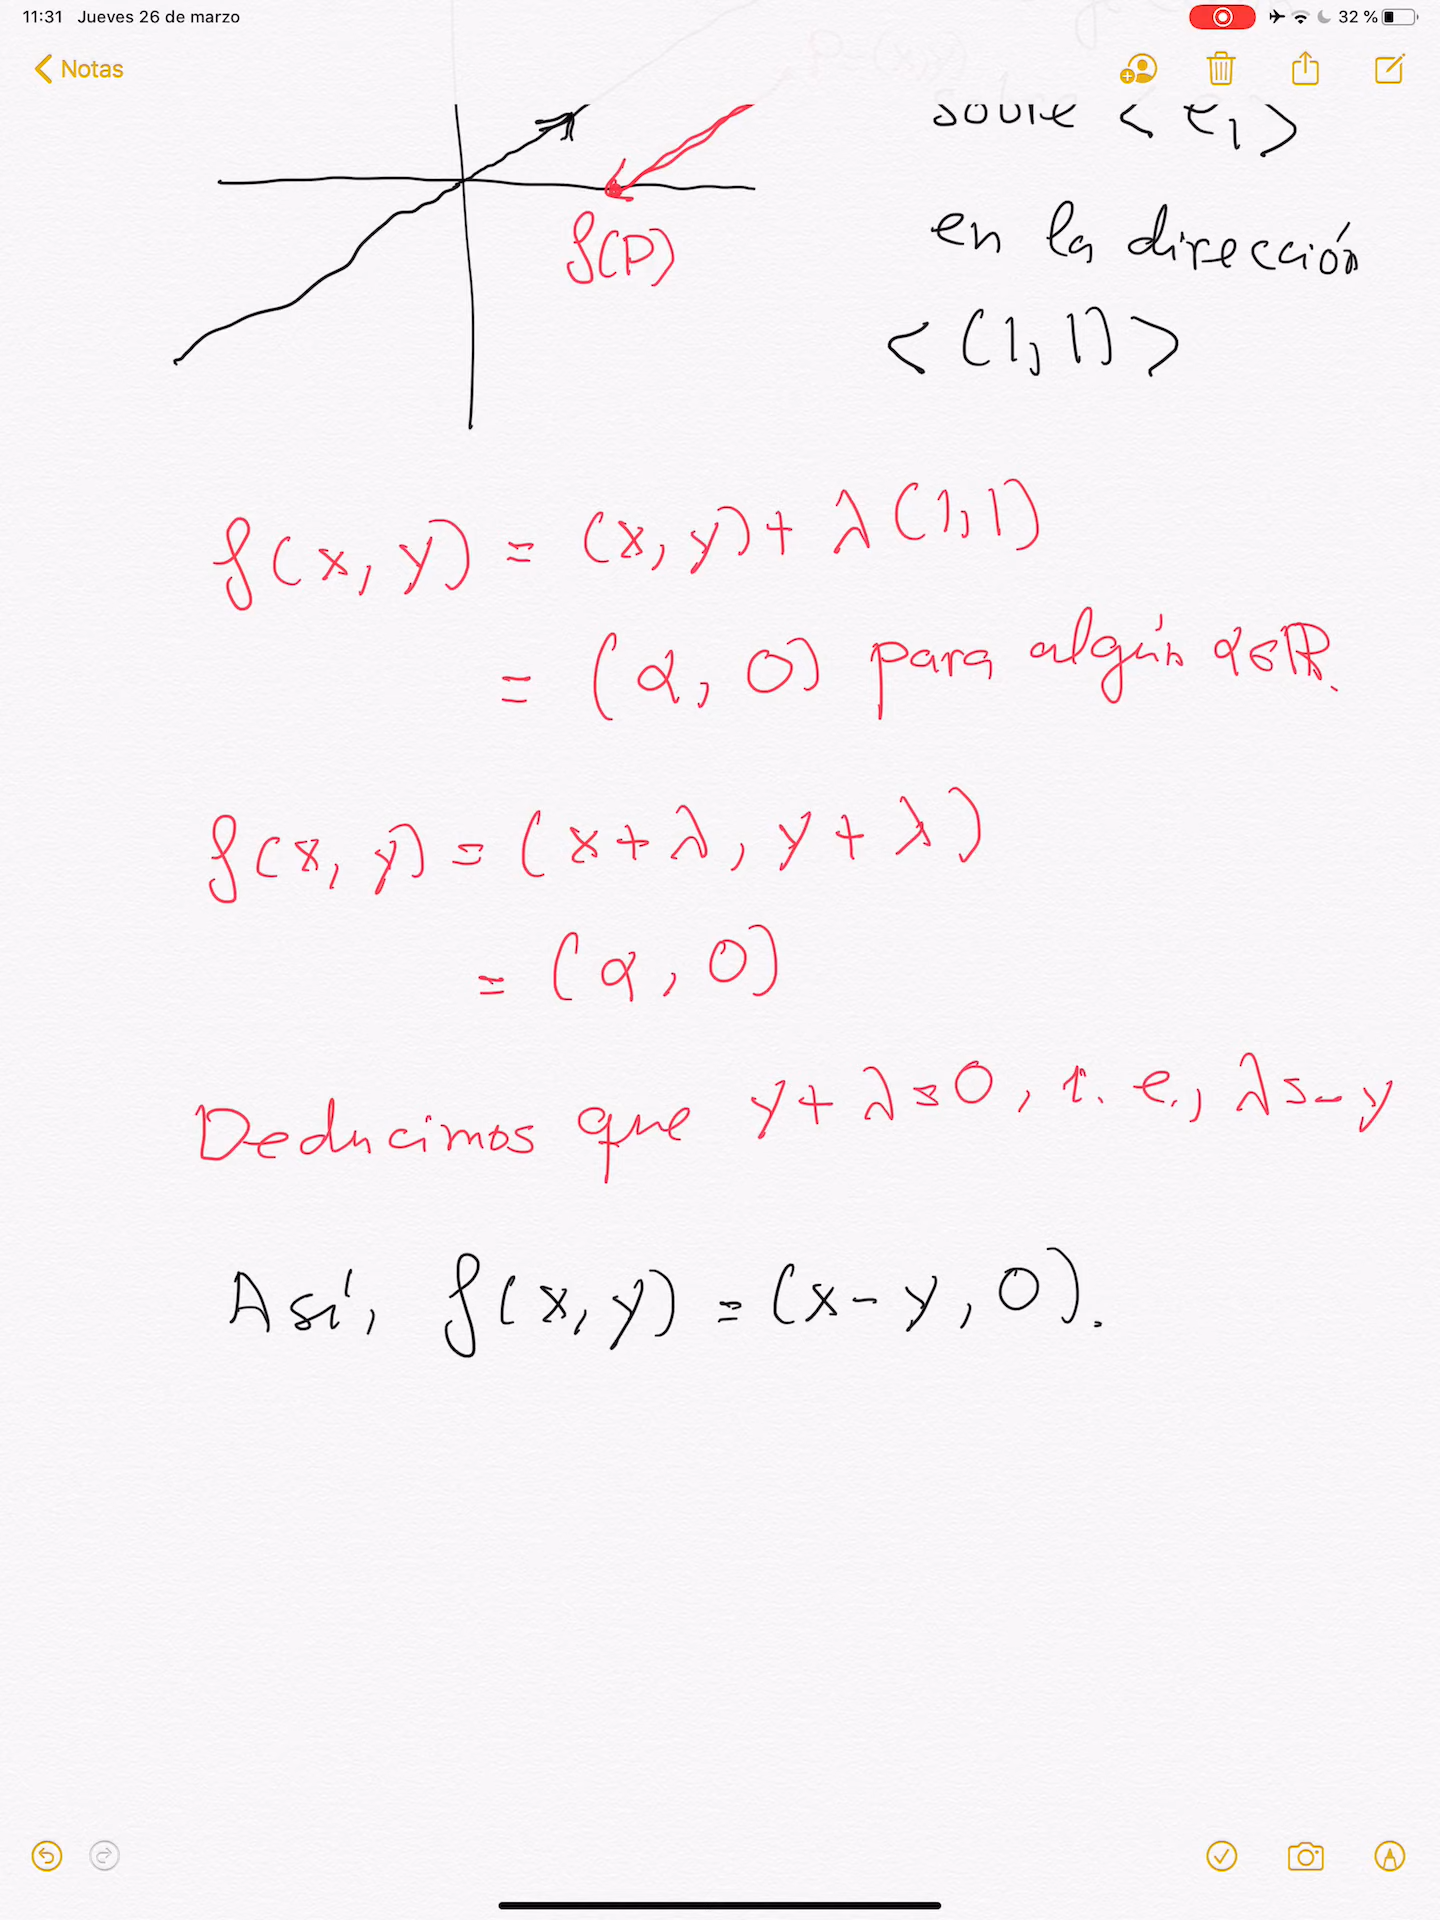 11:31 Jueves 26 de marzo 32 %
Notas
P=(x,y)
sobre < e₁ >
en la dirección
< (1, 1) >
f(P)
f(x, y) = (x, y) + λ (1, 1)
= (α, 0) para algún α∈ℝ.
f(x, y) = (x + λ, y + λ)
= (α, 0)
Deducimos que y + λ = 0, i. e., λ = - y
Así, f(x, y) = (x - y, 0).